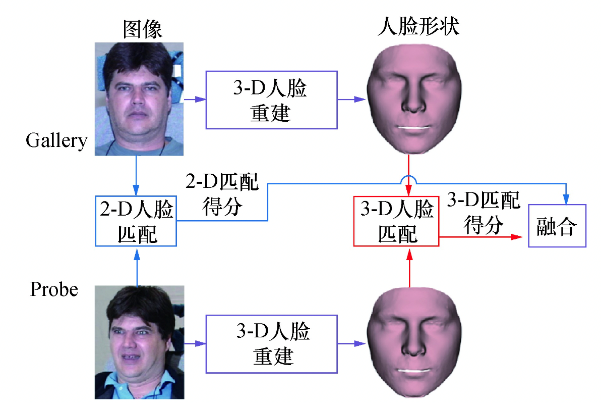 图像
人脸形状
3-D人脸
重建
Gallery
2-D匹配
得分
2-D人脸
匹配
3-D人脸
匹配
3-D匹配
得分
融合
Probe
3-D人脸
重建